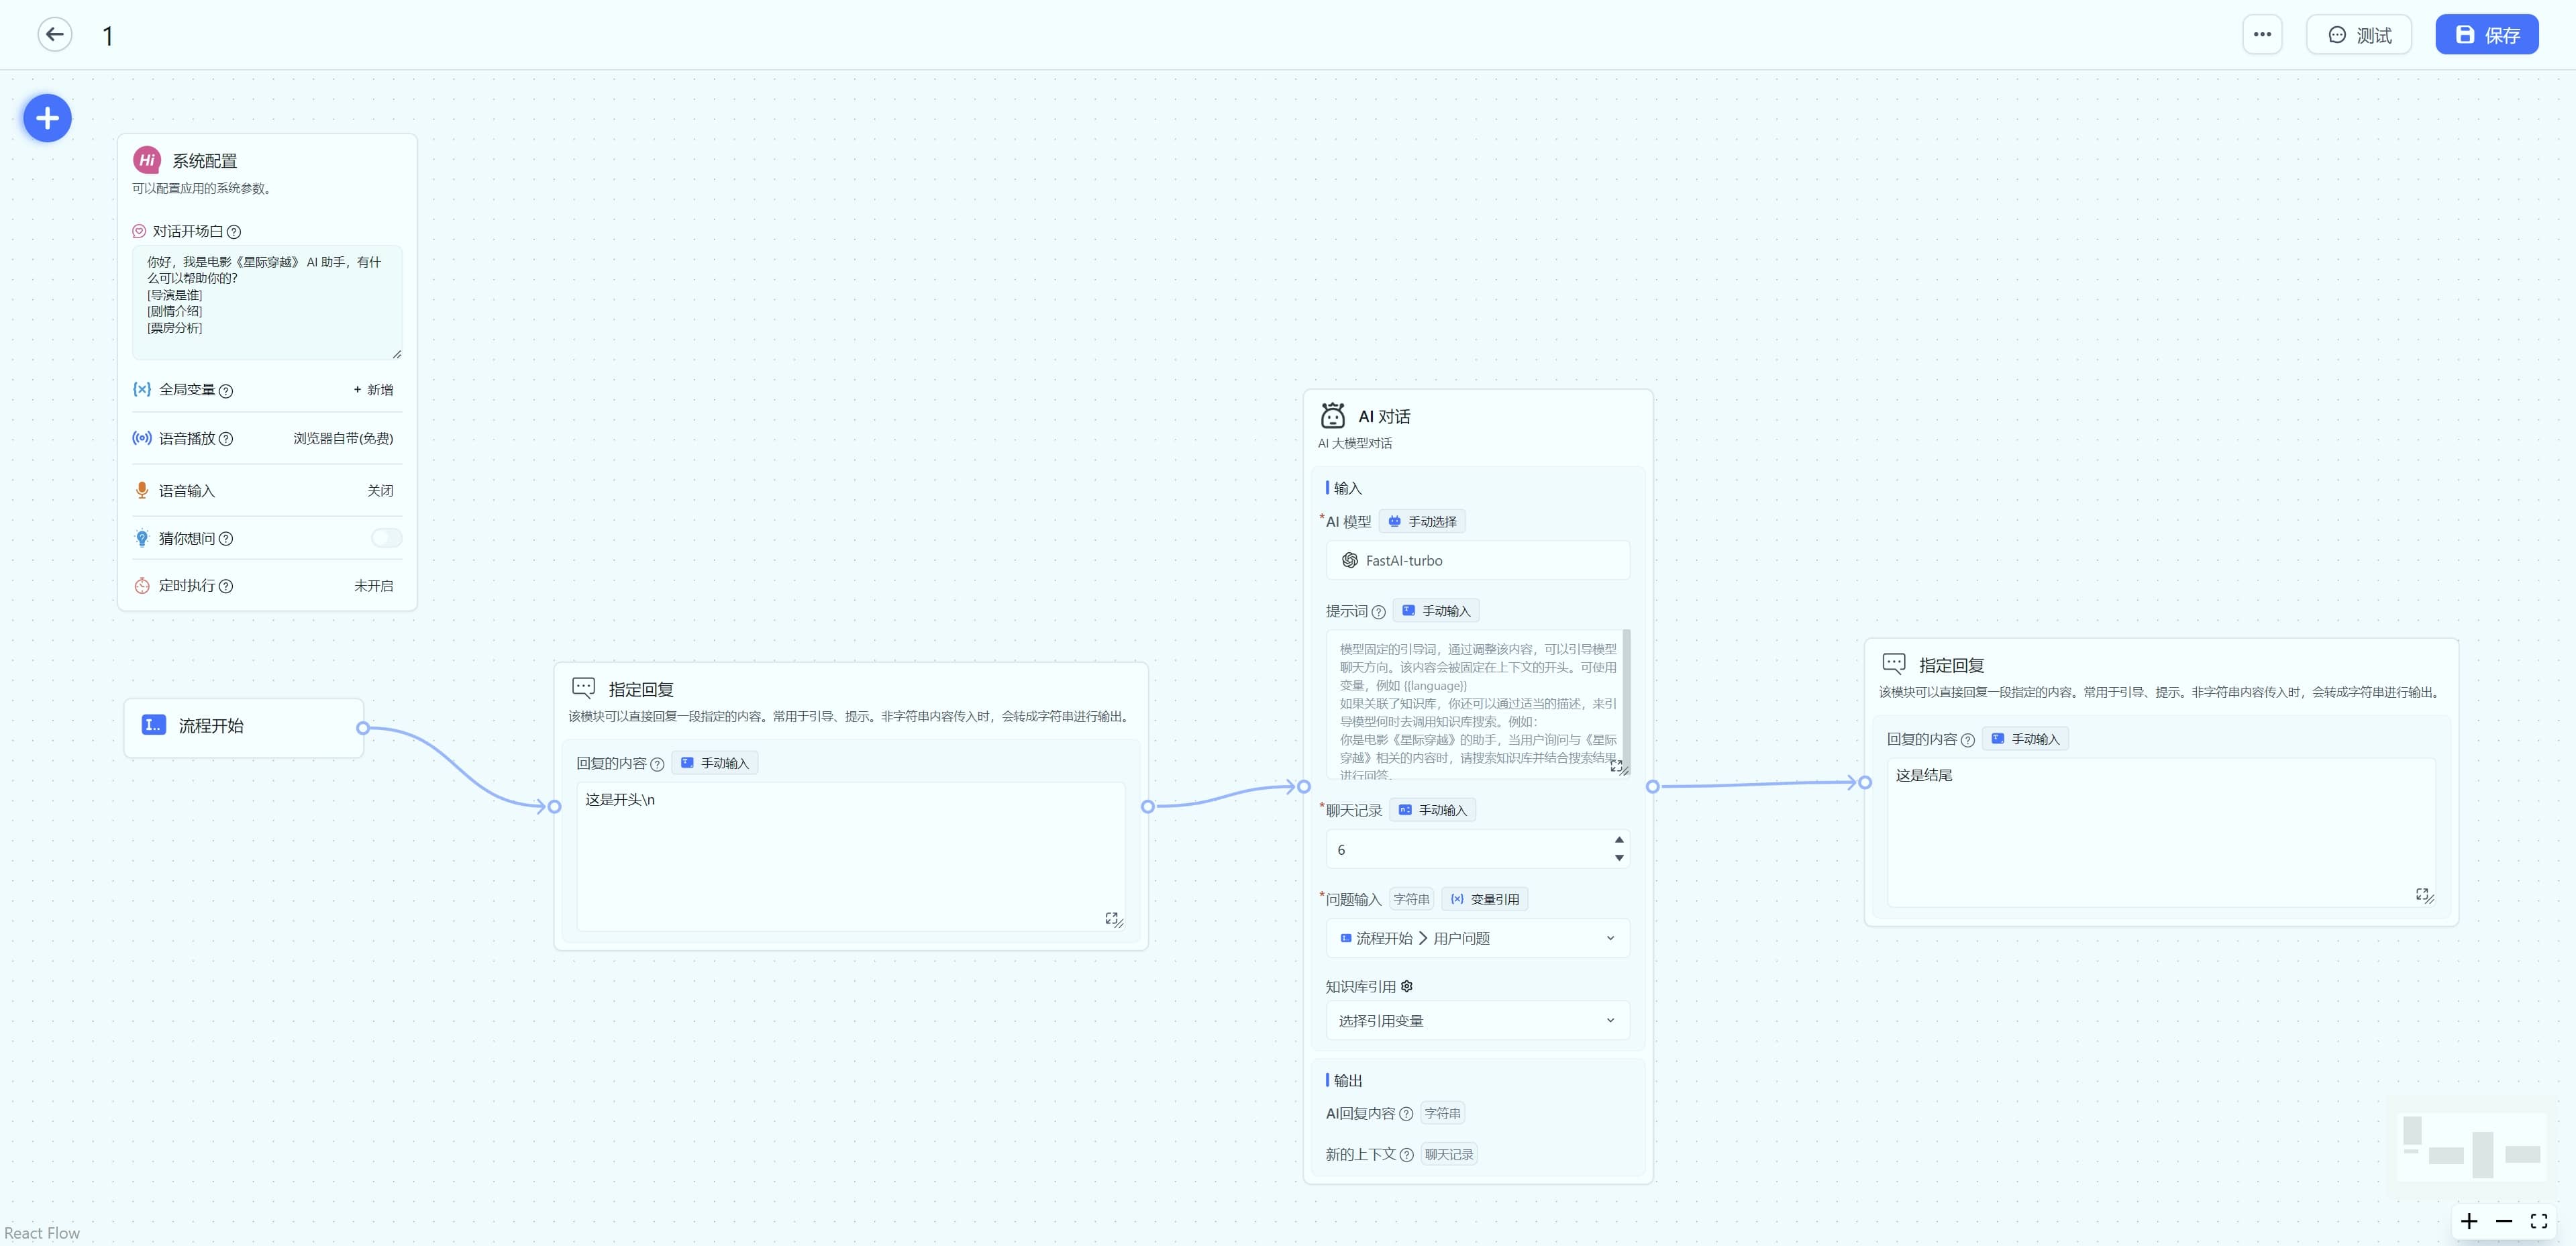 1
测试
保存
Hi
系统配置
可以配置应用的系统参数。
对话开场白
你好，我是电影《星际穿越》 AI 助手，有什
么可以帮助你的?
[导演是谁]
[剧情介绍]
[票房分析]
全局变量
+ 新增
语音播放
浏览器自带(免费)
语音输入
关闭
猜你想问
定时执行
未开启
流程开始
指定回复
该模块可以直接回复一段指定的内容。常用于引导、提示。非字符串内容传入时，会转成字符串进行输出。
回复的内容
手动输入
这是开头\n
AI 对话
AI 大模型对话
输入
*AI 模型
手动选择
FastAI-turbo
提示词
手动输入
模型固定的引导词，通过调整该内容，可以引导模型
聊天方向。该内容会被固定在上下文的开头。可使用
变量，例如 {{language}}
如果关联了知识库，你还可以通过适当的描述，来引
导模型何时去调用知识库搜索。例如：
你是电影《星际穿越》的助手，当用户询问与《星际
穿越》相关的内容时，请搜索知识库并结合搜索结果
进行回答。
*聊天记录
手动输入
6
*问题输入
字符串
变量引用
流程开始 > 用户问题
知识库引用
选择引用变量
输出
AI回复内容
字符串
新的上下文
聊天记录
指定回复
该模块可以直接回复一段指定的内容。常用于引导、提示。非字符串内容传入时，会转成字符串进行输出。
回复的内容
手动输入
这是结尾
React Flow